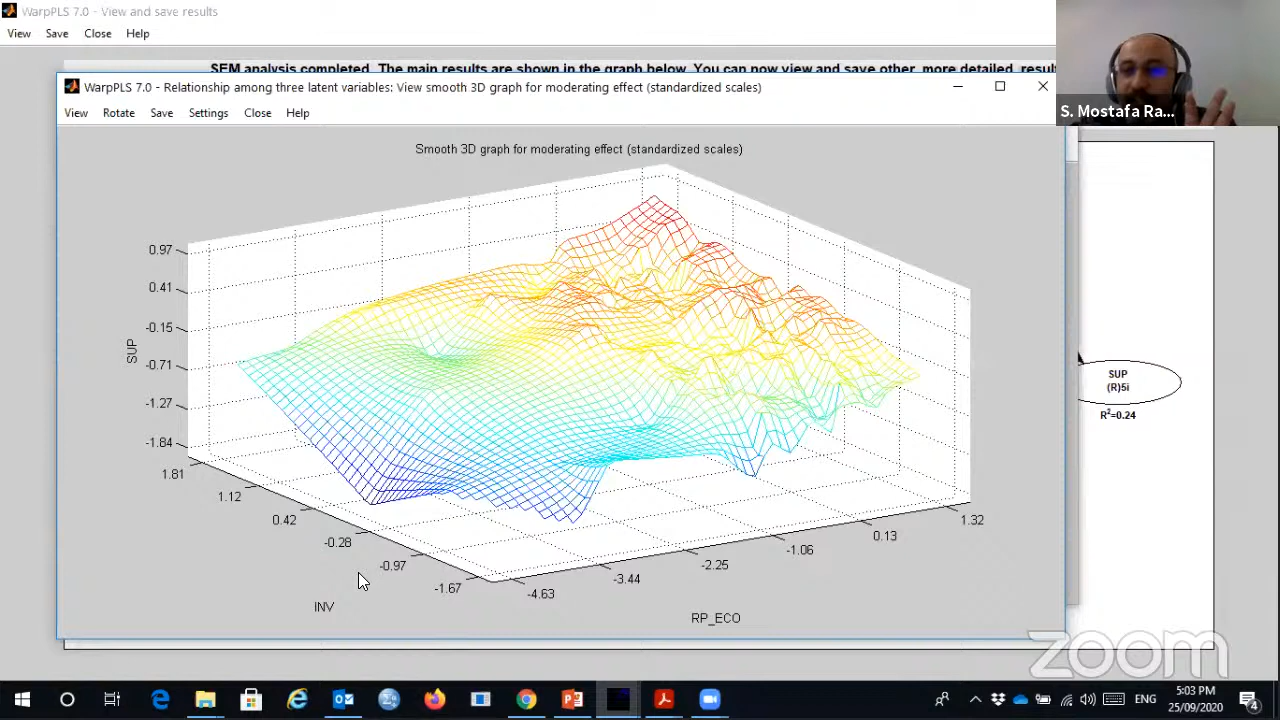 WarpPLS 7.0 - View and save results
View Save Close Help
SEM analysis completed. The main results are shown in the graph below. You can now view and save other, more detailed, 
WarpPLS 7.0 - Relationship among three latent variables: View smooth 3D graph for moderating effect (standardized scales)
View Rotate Save Settings Close Help
S. Mostafa Ra...
Smooth 3D graph for moderating effect (standardized scales)
0.97
0.41
-0.15
-0.71
-1.27
-1.84
SUP
1.81
1.12
0.42
-0.28
-0.97
-1.67
INV
-4.63
-3.44
-2.25
-1.06
0.13
1.32
RP_ECO
SUP
(R)5i
R²=0.24
zoom
ENG
5:03 PM
25/09/2020
4